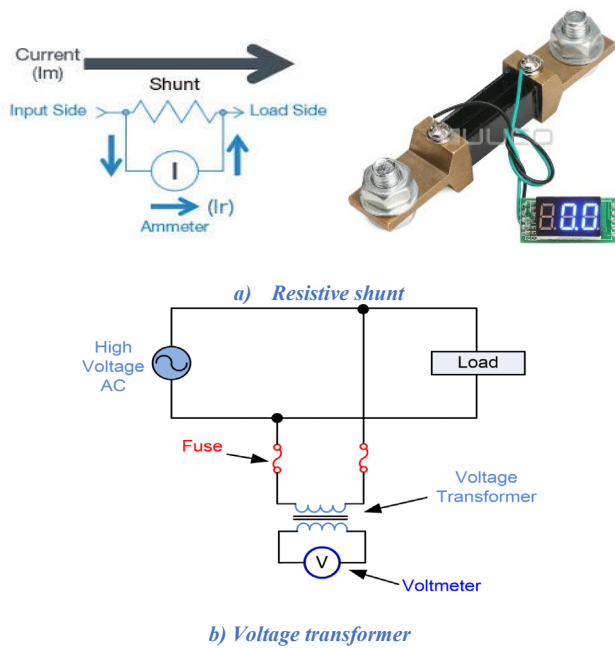 Current
(Im)
Shunt
Input Side
Load Side
I
(Ir)
Ammeter
0.0
a) Resistive shunt
High
Voltage
AC
Load
Fuse
Voltage
Transformer
V
Voltmeter
b) Voltage transformer